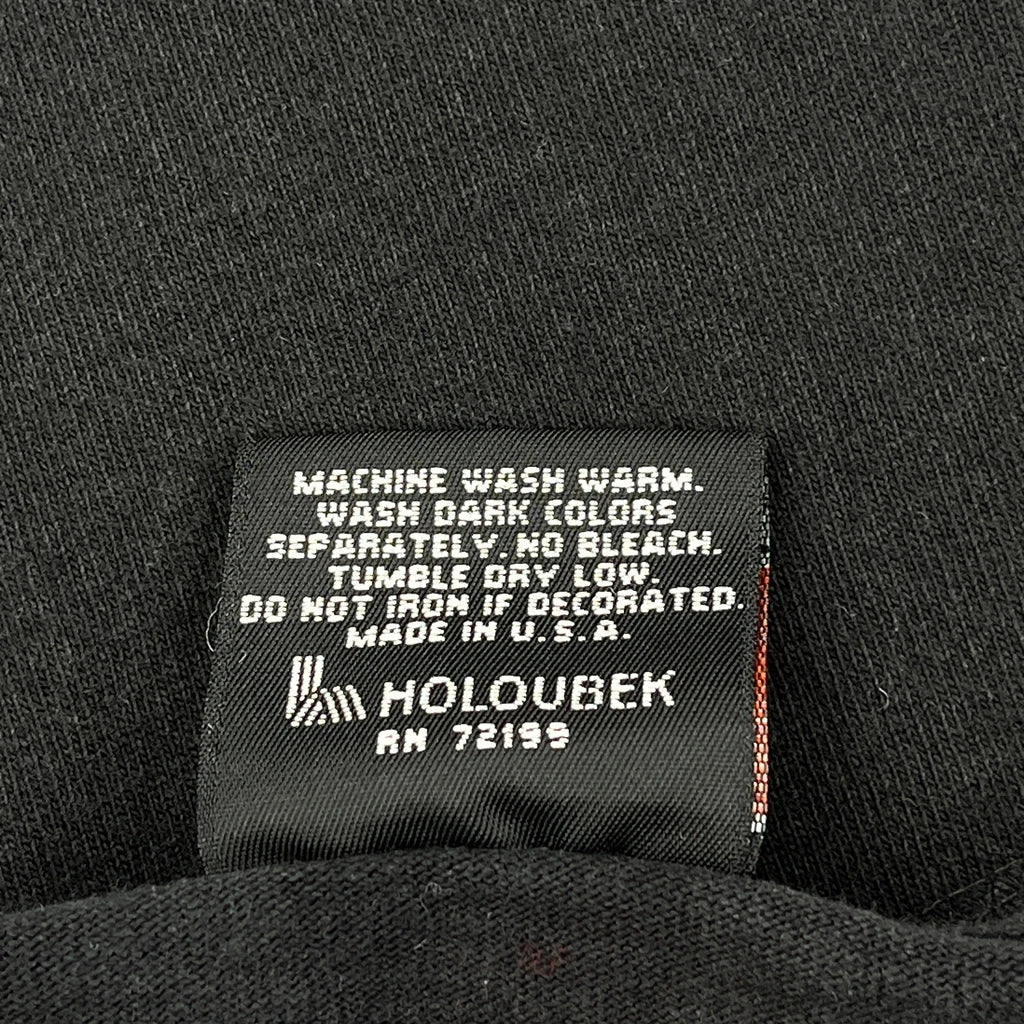 MACHINE WASH WARM.
WASH DARK COLORS
SEPARATELY. NO BLEACH.
TUMBLE DRY LOW.
DO NOT IRON IF DECORATED.
MADE IN U.S.A.
HOLOUBEK
RN 72199